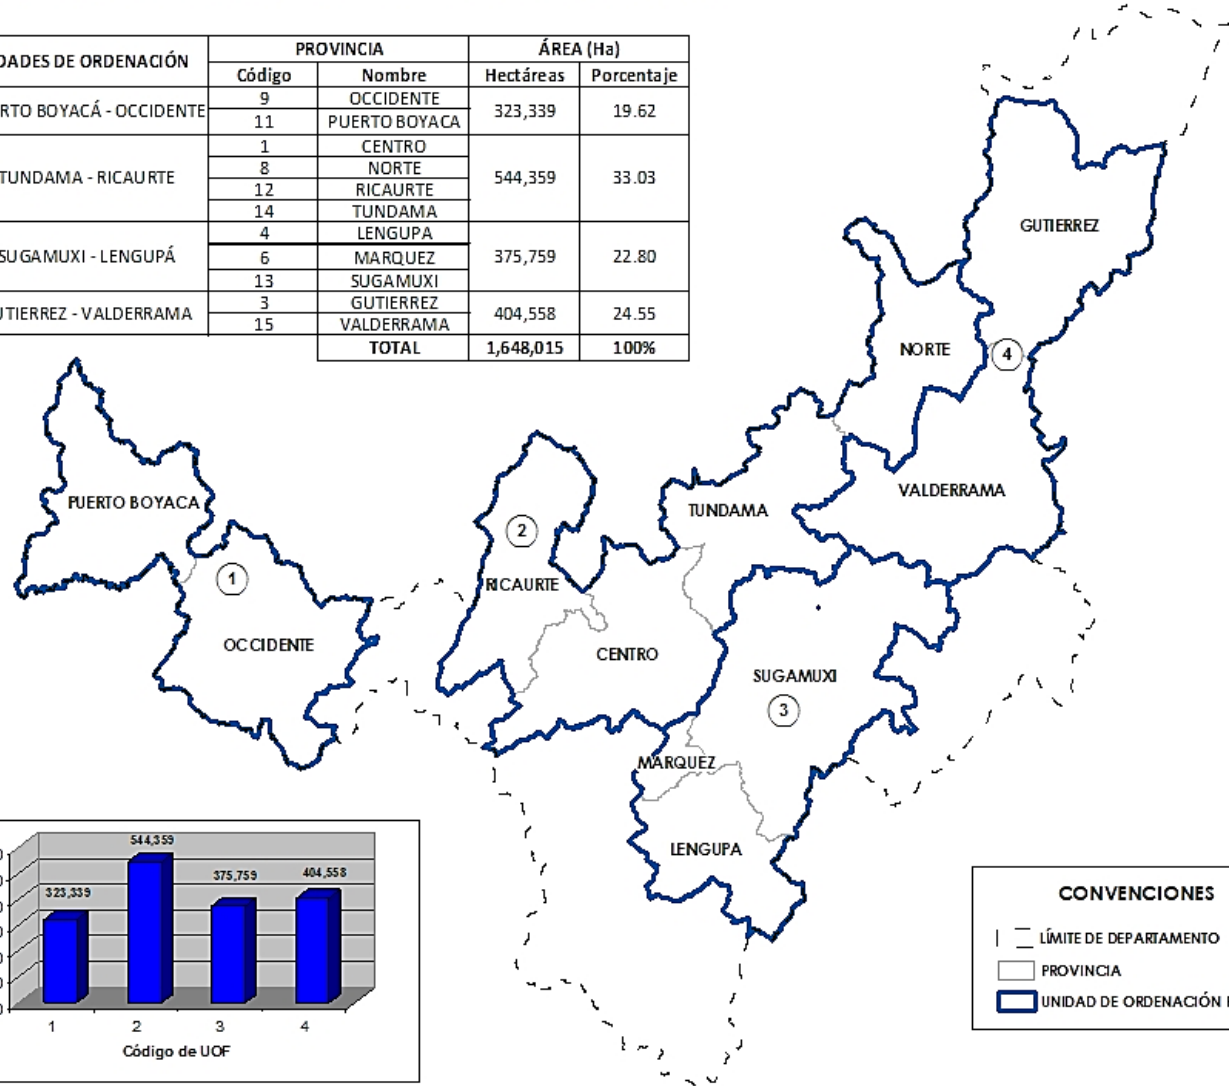 DADES DE ORDENACIÓN PROVINCIA ÁREA (Ha)
Código Nombre Hectáreas Porcentaje
RTO BOYACÁ - OCCIDENTE 9 OCCIDENTE 323,339 19.62
11 PUERTO BOYACA
TUNDAMA - RICAURTE 1 CENTRO 544,359 33.03
8 NORTE
12 RICAURTE
14 TUNDAMA
SUGAMUXI - LENGUPÁ 4 LENGUPA 375,759 22.80
6 MARQUEZ
13 SUGAMUXI
UTIERREZ - VALDERRAMA 3 GUTIERREZ 404,558 24.55
15 VALDERRAMA
TOTAL 1,648,015 100%
GUTIERREZ
NORTE
4
VALDERRAMA
PUERTO BOYACA
TUNDAMA
2
1
RICAURTE
OCCIDENTE
CENTRO
SUGAMUXI
3
MARQUEZ
LENGUPA
544,359
323,339
375,759
404,558
1 2 3 4
Código de UOF
CONVENCIONES
LÍMITE DE DEPARTAMENTO
PROVINCIA
UNIDAD DE ORDENACIÓN